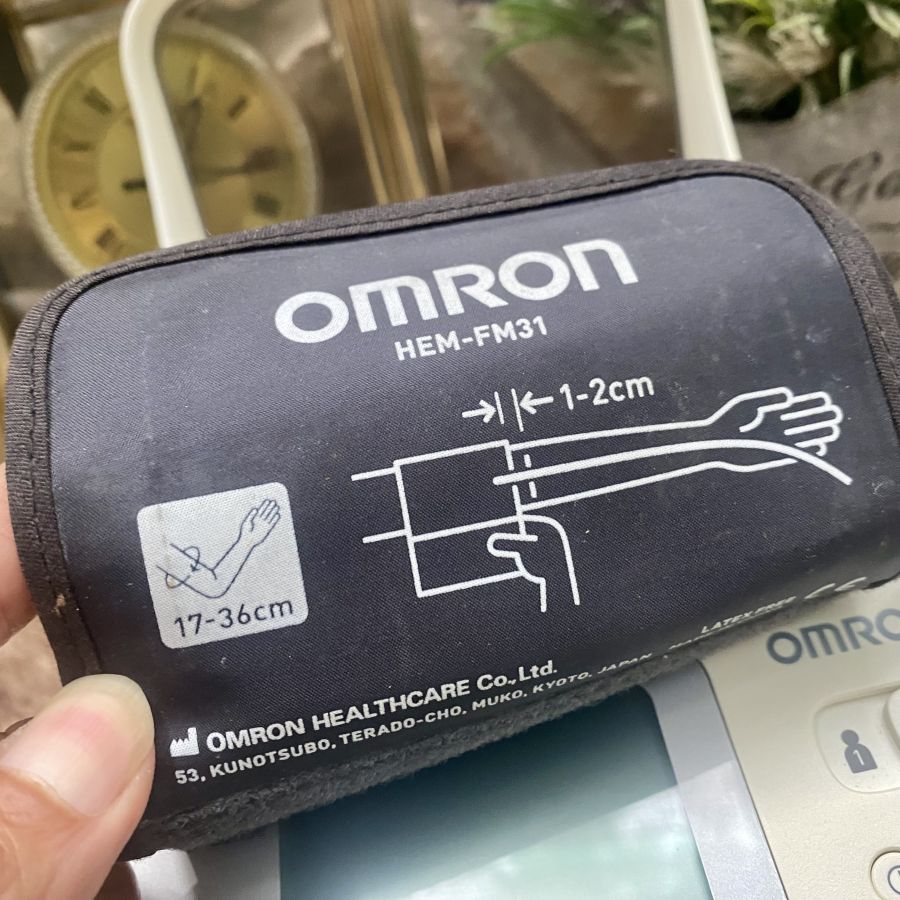 OMRON
HEM-FM31
1-2cm
17-36cm
LATEX FREE
OMRON HEALTHCARE Co., Ltd.
53, KUNOTSUBO, TERADO-CHO, MUKO, KYOTO, JAPAN
OMRO
1